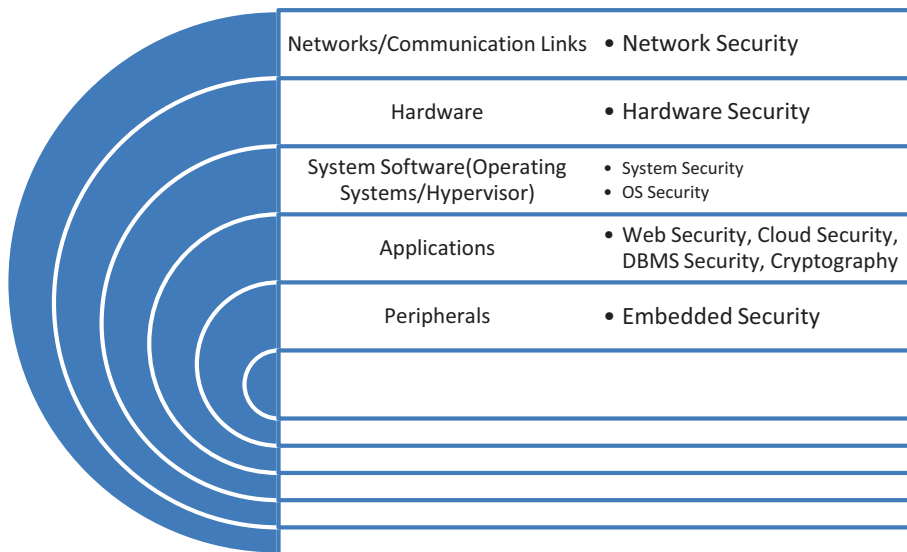 Networks/Communication Links • Network Security
Hardware • Hardware Security
System Software(Operating
Systems/Hypervisor)
• System Security
• OS Security
Applications
• Web Security, Cloud Security,
DBMS Security, Cryptography
Peripherals • Embedded Security